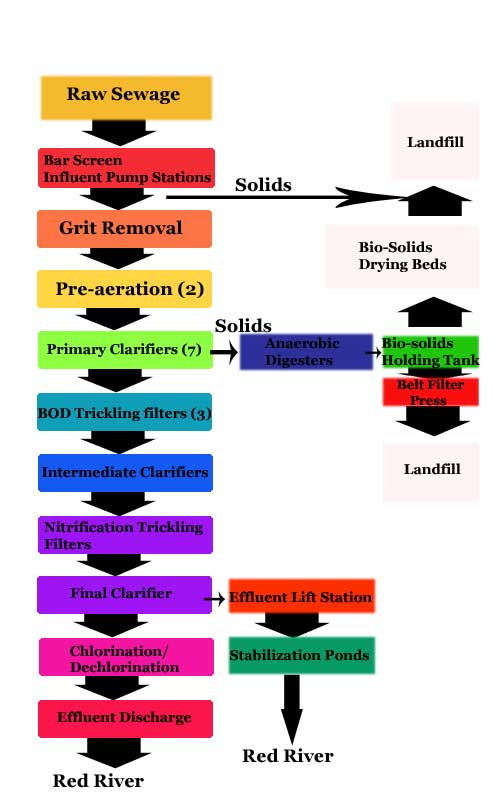 Raw Sewage
Bar Screen
Influent Pump Stations
Solids
Landfill
Grit Removal
Bio-Solids
Drying Beds
Pre-aeration (2)
Solids
Primary Clarifiers (7)
Anaerobic
Digesters
Bio-solids
Holding Tank
Belt Filter
Press
BOD Trickling filters (3)
Intermediate Clarifiers
Landfill
Nitrification Trickling
Filters
Final Clarifier
Effluent Lift Station
Chlorination/
Dechlorination
Stabilization Ponds
Effluent Discharge
Red River
Red River